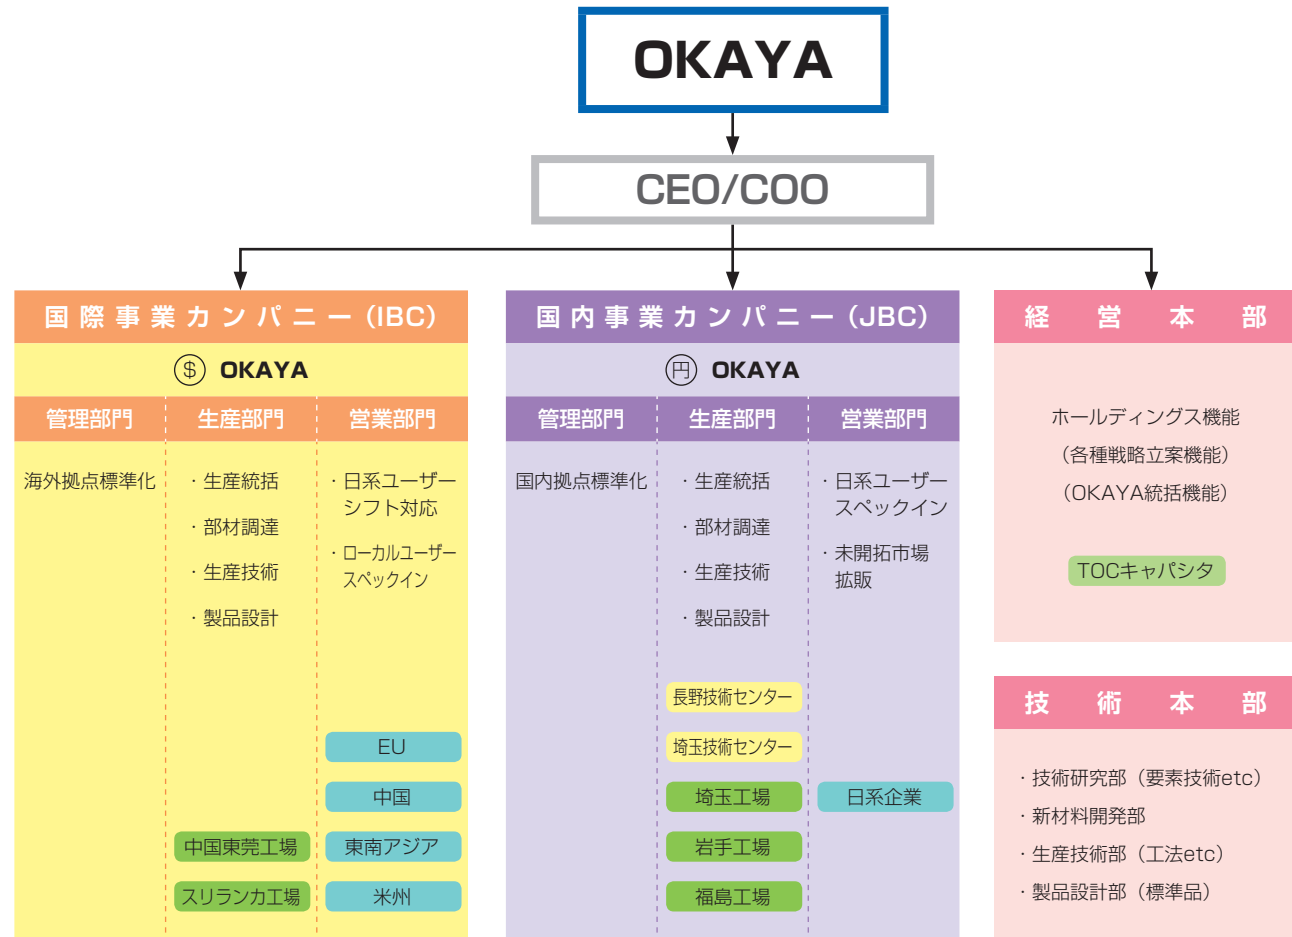 OKAYA
CEO/COO
国際事業カンパニー（IBC）
$ OKAYA
管理部門
海外拠点標準化
生産部門
・生産統括
・部材調達
・生産技術
・製品設計
中国東莞工場
スリランカ工場
営業部門
・日系ユーザー
シフト対応
・ローカルユーザー
スペックイン
EU
中国
東南アジア
米州
国内事業カンパニー（JBC）
円 OKAYA
管理部門
国内拠点標準化
生産部門
・生産統括
・部材調達
・生産技術
・製品設計
長野技術センター
埼玉技術センター
埼玉工場
岩手工場
福島工場
営業部門
・日系ユーザー
スペックイン
・未開拓市場
拡販
日系企業
経営本部
ホールディングス機能
（各種戦略立案機能）
（OKAYA統括機能）
TOCキャパシタ
技術本部
・技術研究部（要素技術etc）
・新材料開発部
・生産技術部（工法etc）
・製品設計部（標準品）